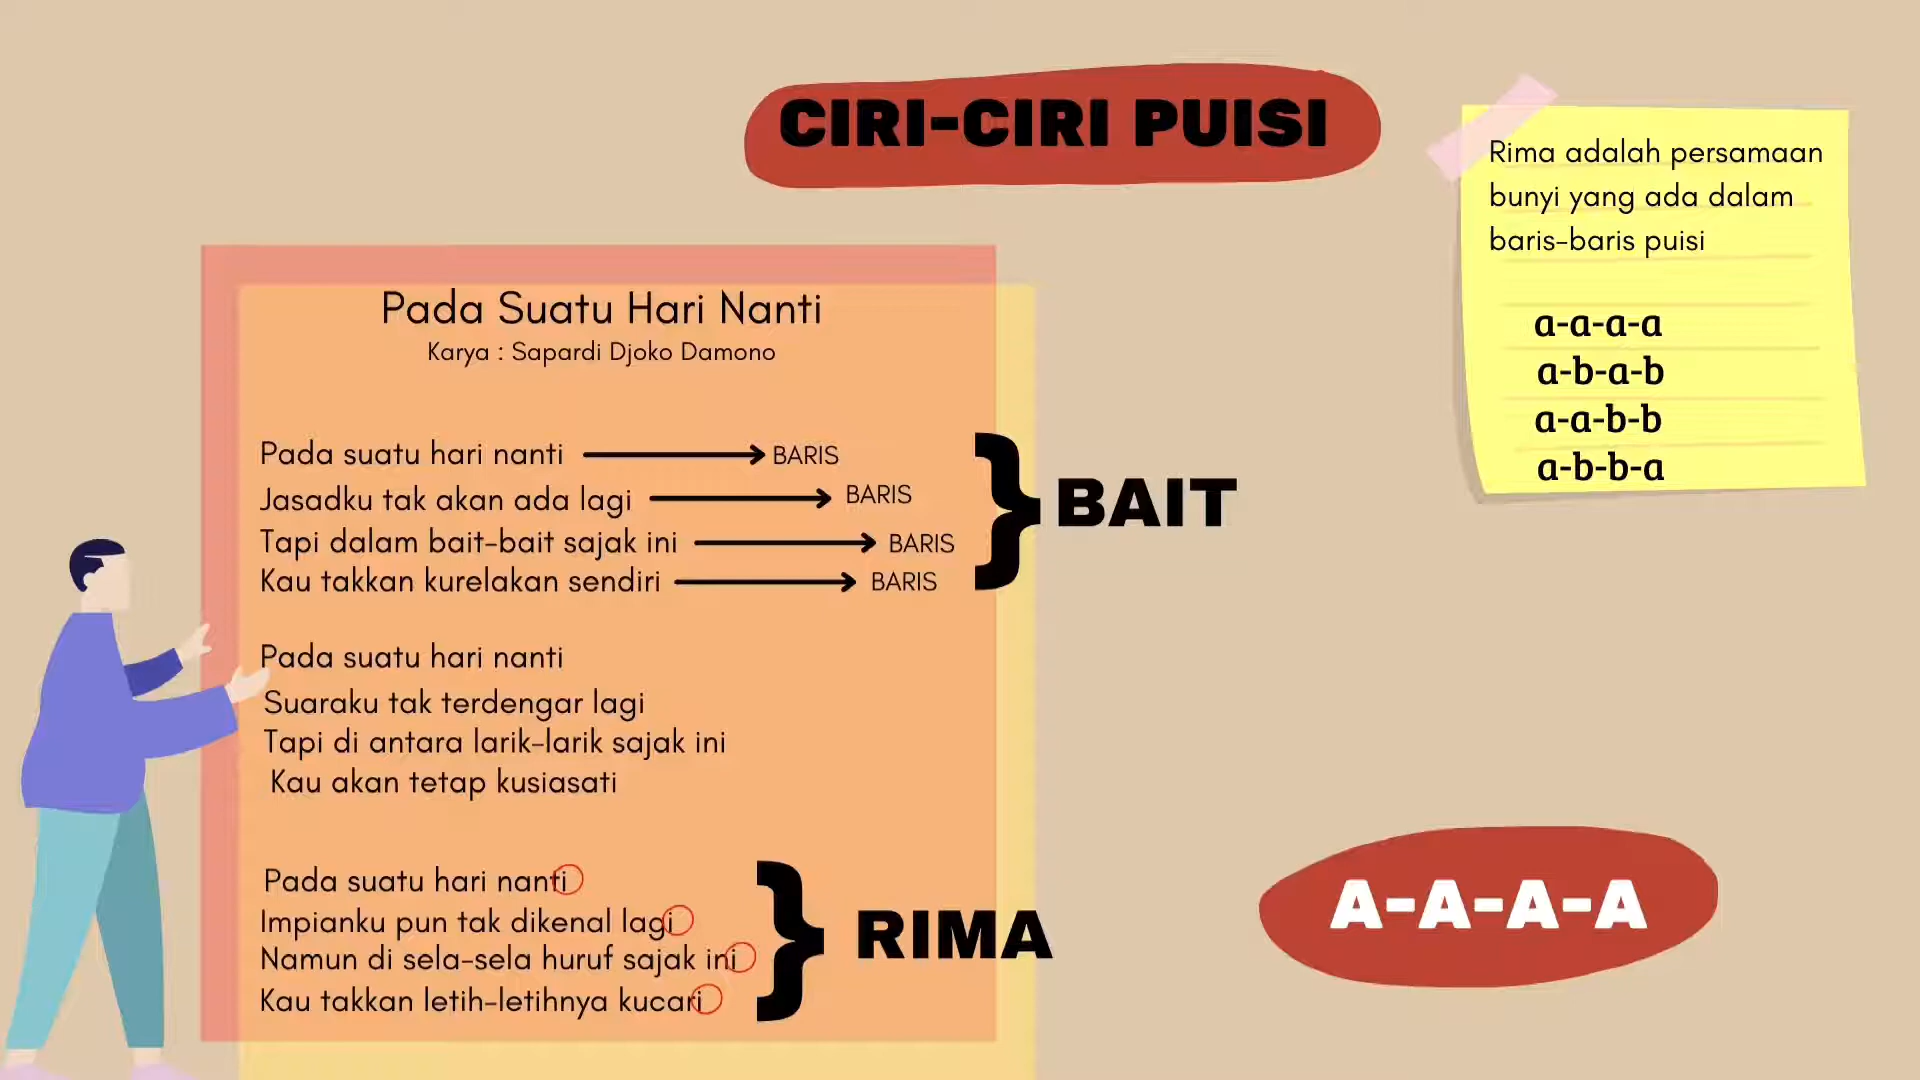 CIRI-CIRI PUISI
Rima adalah persamaan
bunyi yang ada dalam
baris-baris puisi
a-a-a-a
a-b-a-b
a-a-b-b
a-b-b-a
Pada Suatu Hari Nanti
Karya : Sapardi Djoko Damono
Pada suatu hari nanti BARIS
Jasadku tak akan ada lagi BARIS
Tapi dalam bait-bait sajak ini BARIS
Kau takkan kurelakan sendiri BARIS
BAIT
Pada suatu hari nanti
Suaraku tak terdengar lagi
Tapi di antara larik-larik sajak ini
Kau akan tetap kusiasati
Pada suatu hari nanti
Impianku pun tak dikenal lagi
Namun di sela-sela huruf sajak ini
Kau takkan letih-letihnya kucari
RIMA
A-A-A-A